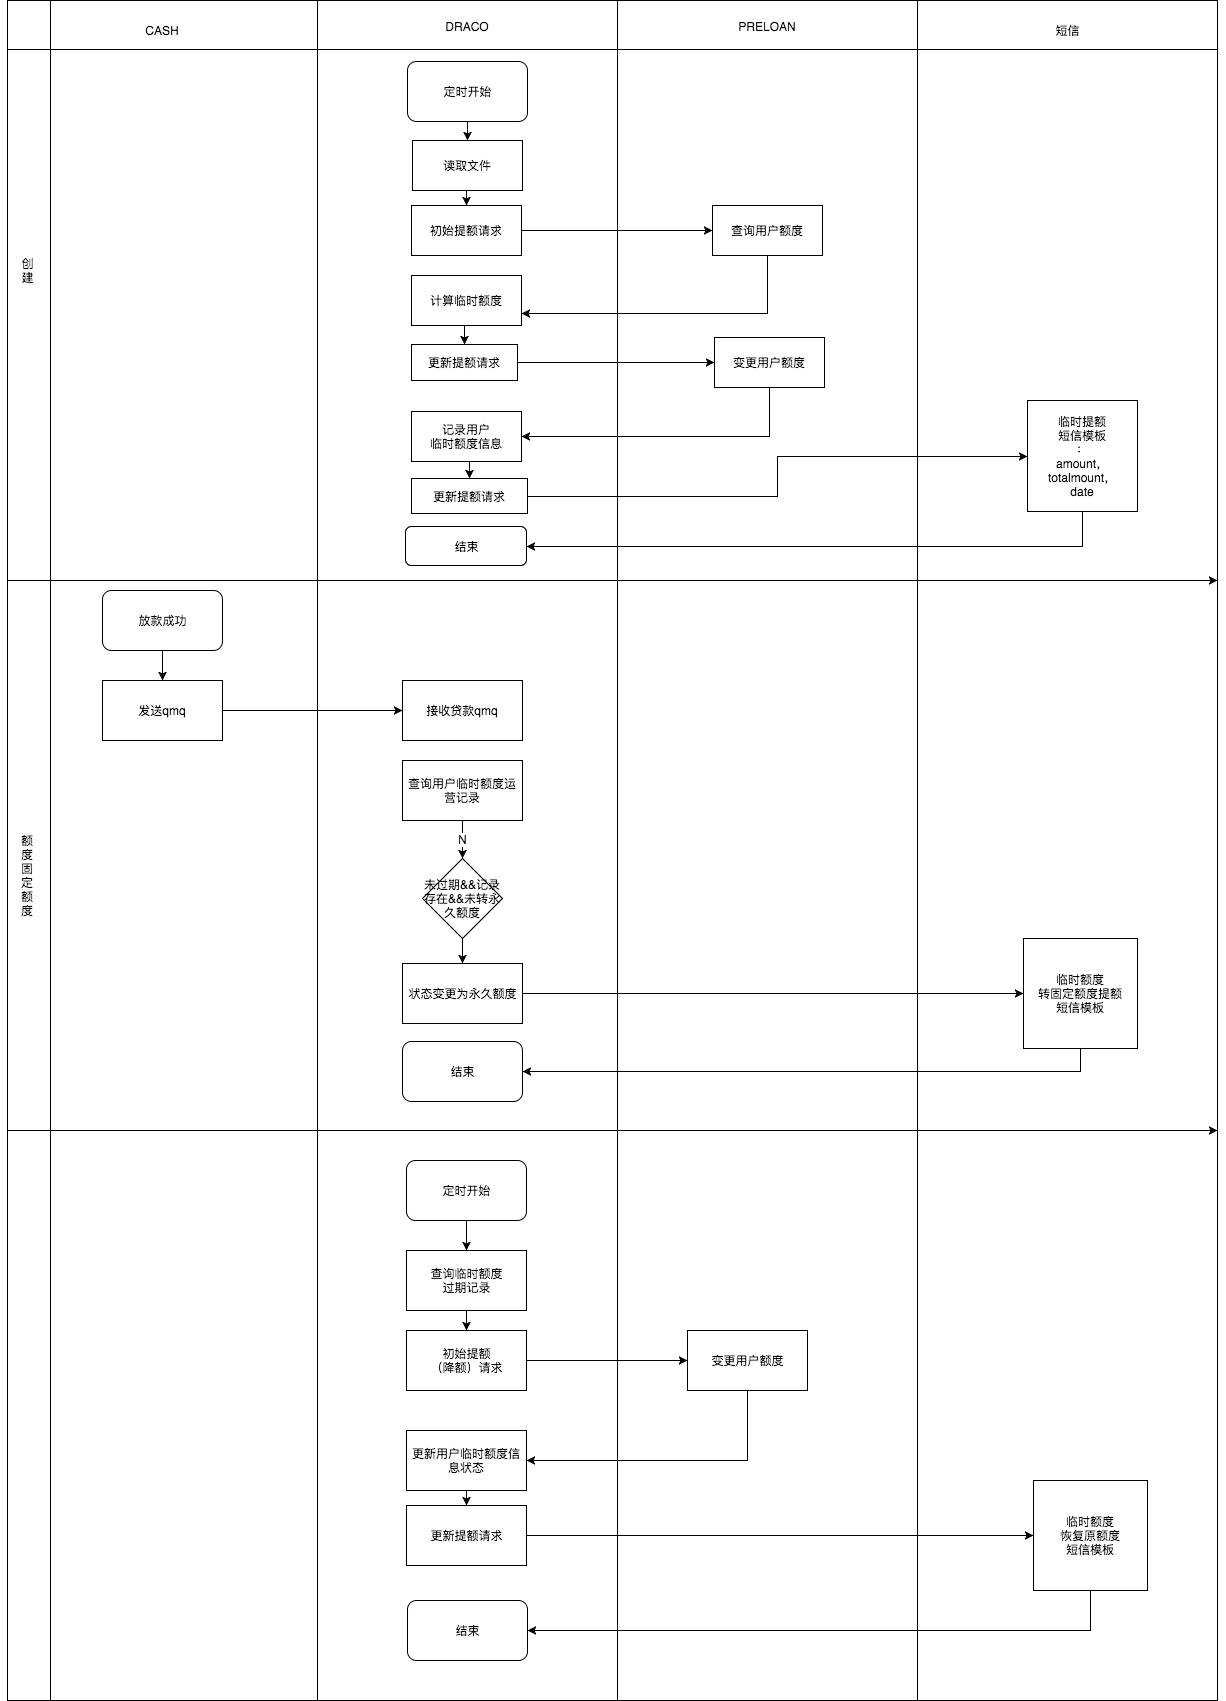 CASH
DRACO
PRELOAN
短信
创
建
定时开始
读取文件
初始提额请求
查询用户额度
计算临时额度
更新提额请求
变更用户额度
记录用户
临时额度信息
更新提额请求
临时提额
短信模板
：
amount,
totalmount,
date
结束
额
度
固
定
额
度
放款成功
发送qmq
接收贷款qmq
查询用户临时额度运
营记录
N
未过期&&记录
存在&&未转永
久额度
状态变更为永久额度
临时额度
转固定额度提额
短信模板
结束
定时开始
查询临时额度
过期记录
初始提额
（降额）请求
变更用户额度
更新用户临时额度信
息状态
更新提额请求
临时额度
恢复原额度
短信模板
结束